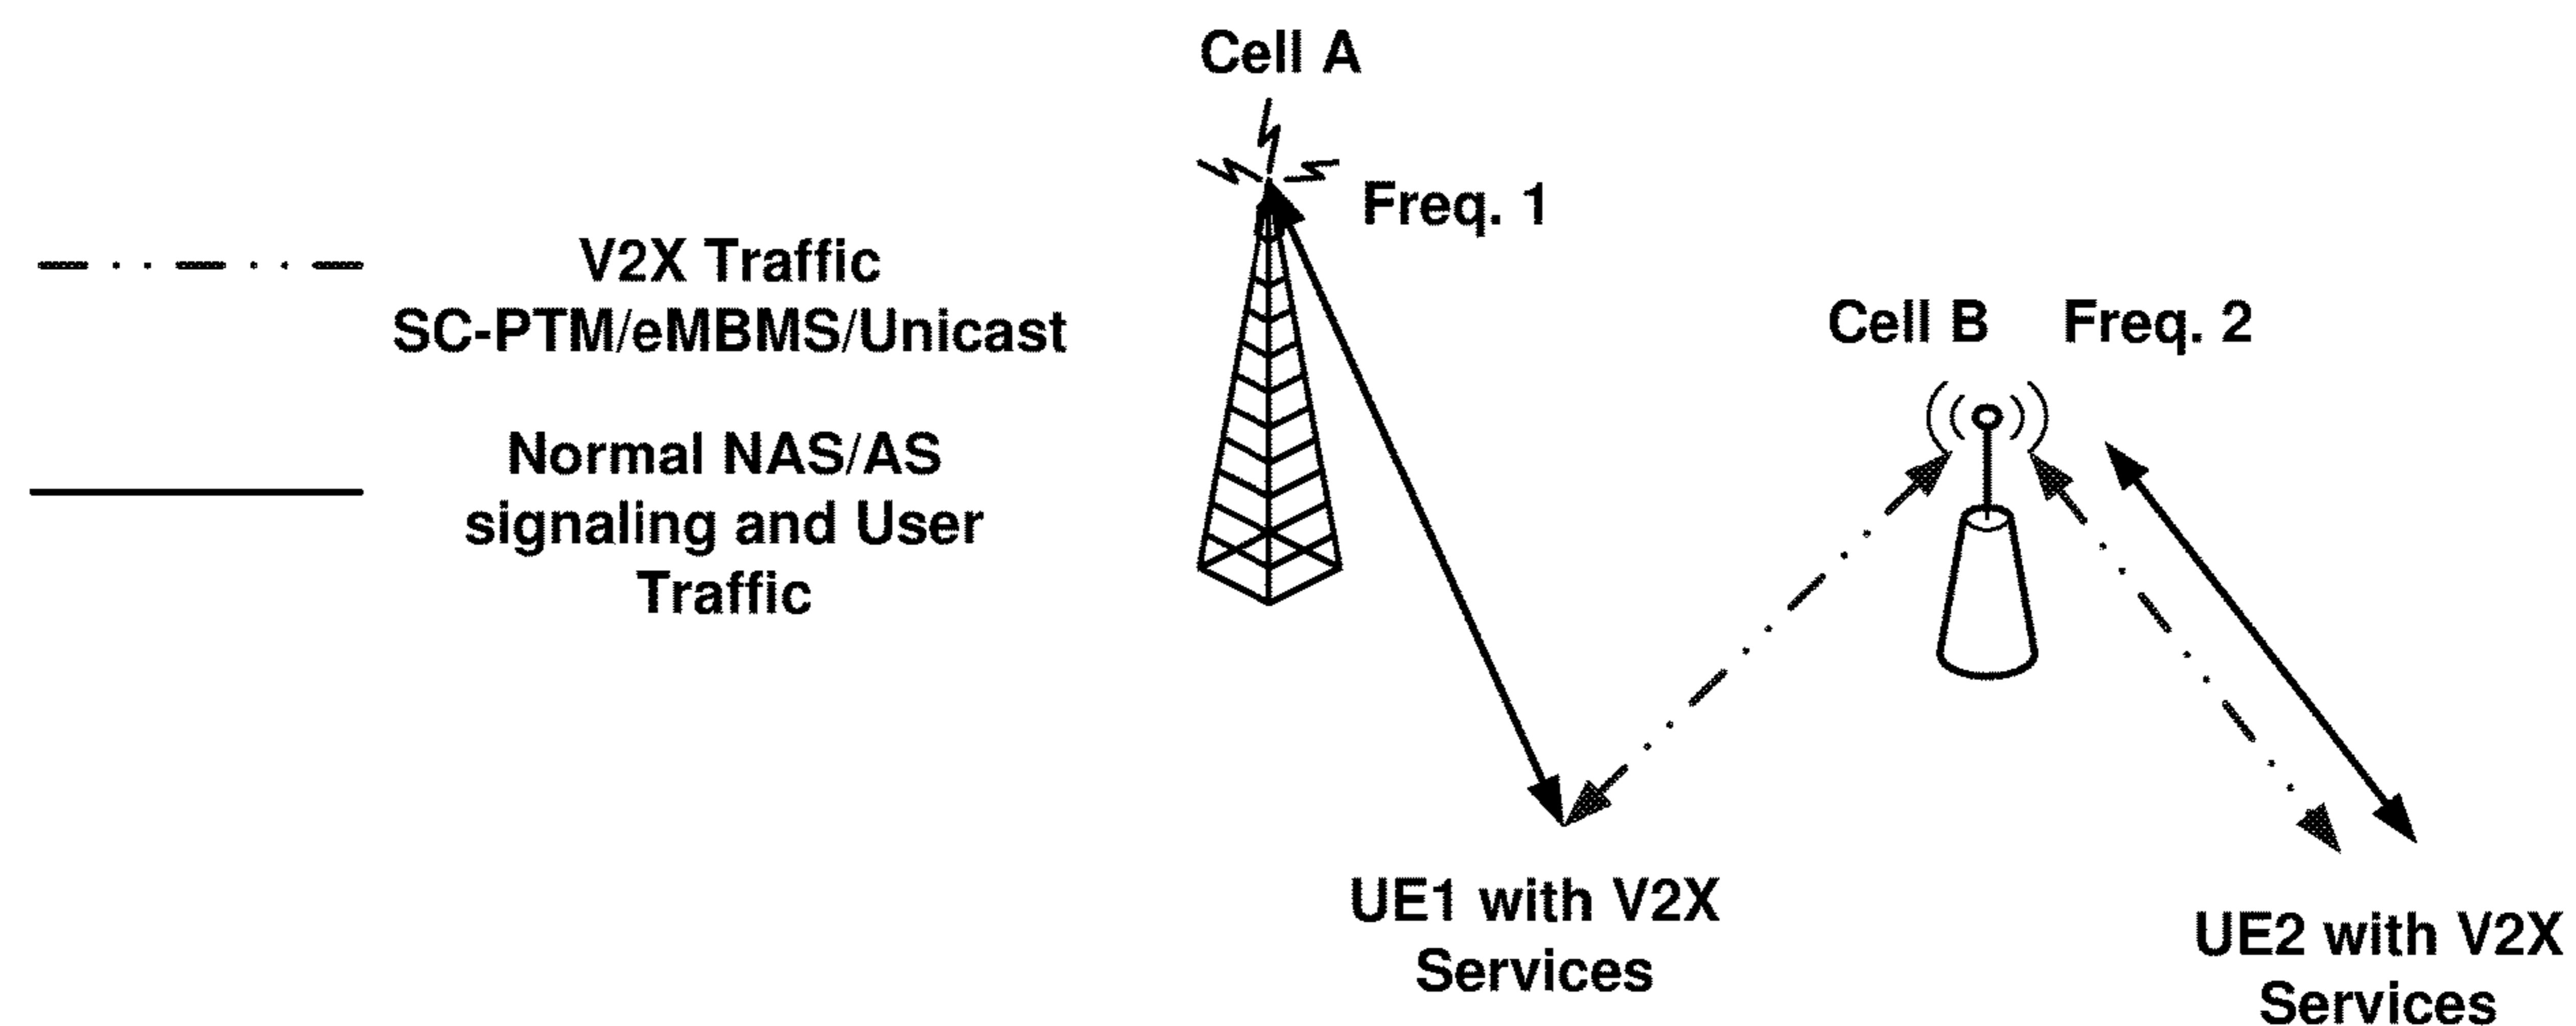 Cell A
Freq. 1
V2X Traffic
SC-PTM/eMBMS/Unicast
Normal NAS/AS
signaling and User
Traffic
Cell B
Freq. 2
UE1 with V2X
Services
UE2 with V2X
Services